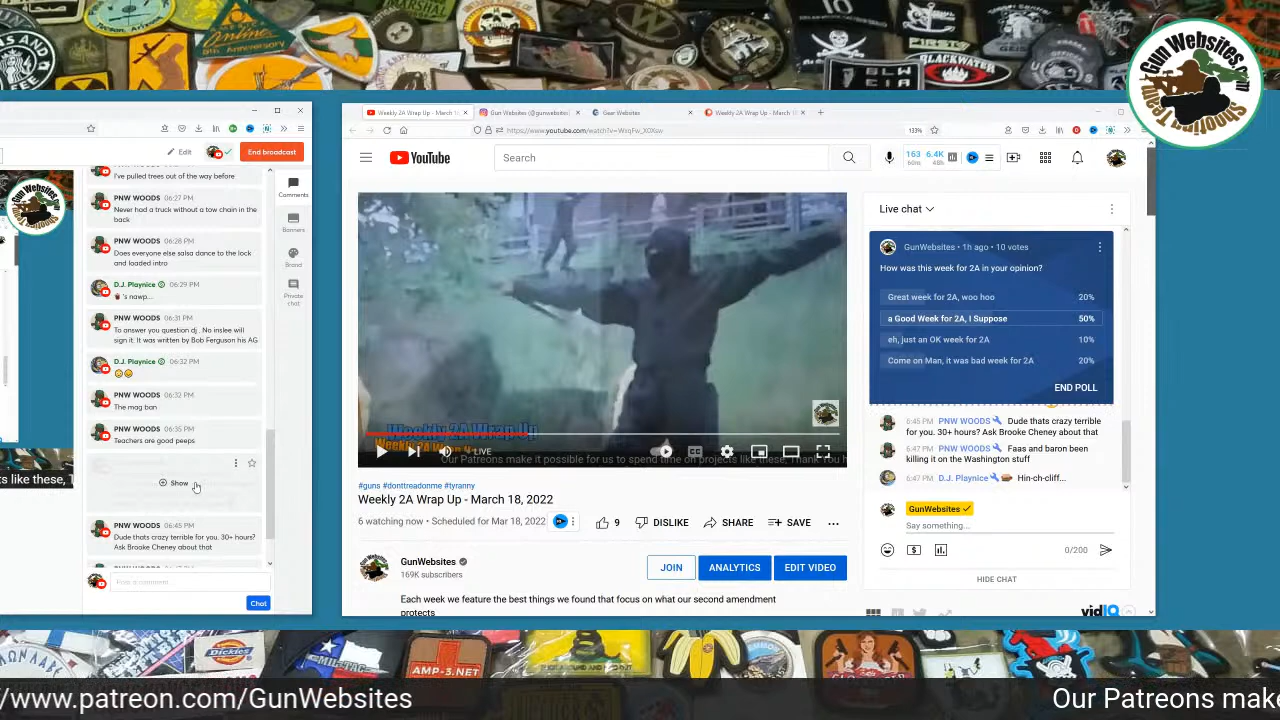 5th Anniversary
BLACKWATER
Gun Websites
Shooting Team
Edit
End broadcast
I've pulled trees out of the way before
PNW WOODS 06:27 PM
Never had a truck without a tow chain in the
back
PNW WOODS 06:28 PM
Does everyone else salsa dance to the lock
and loaded intro
D.J. Playnice 06:29 PM
's nawp...
PNW WOODS 06:31 PM
To answer you question dj . No inslee will
sign it. It was written by Bob Ferguson his AG
D.J. Playnice 06:32 PM
PNW WOODS 06:32 PM
The mag ban
PNW WOODS 06:35 PM
Teachers are good peeps
Show
PNW WOODS 06:45 PM
Dude thats crazy terrible for you. 30+ hours?
Ask Brooke Cheney about that
Chat
Comments
Banners
Brand
Private
chat
ts like these, T
Weekly 2A Wrap Up - March 1
Gun Websites (@gunwebsites)
Gear Websites
Weekly 2A Wrap Up - March 1
133%
YouTube
Search
163 6.4K
60m 48h
LIVE
Weekly 2A Wrap Up
Our Patreons make it possible for us to spend time on projects like these, Thank You
#guns #donttreadonme #tyranny
Weekly 2A Wrap Up - March 18, 2022
6 watching now • Scheduled for Mar 18, 2022
9
DISLIKE
SHARE
SAVE
GunWebsites
169K subscribers
JOIN
ANALYTICS
EDIT VIDEO
Each week we feature the best things we found that focus on what our second amendment
protects
Live chat
GunWebsites • 1h ago • 10 votes
How was this week for 2A in your opinion?
Great week for 2A, woo hoo 20%
a Good Week for 2A, I Suppose 50%
eh, just an OK week for 2A 10%
Come on Man, it was bad week for 2A 20%
END POLL
6:45 PM PNW WOODS Dude thats crazy terrible
for you. 30+ hours? Ask Brooke Cheney about that
6:47 PM PNW WOODS Faas and baron been
killing it on the Washington stuff
6:47 PM D.J. Playnice Hin-ch-cliff...
GunWebsites
Say something...
0/200
HIDE CHAT
vidIQ
Dickies
MIL-TAC
AMP-3.NET
/www.patreon.com/GunWebsites
Our Patreons make